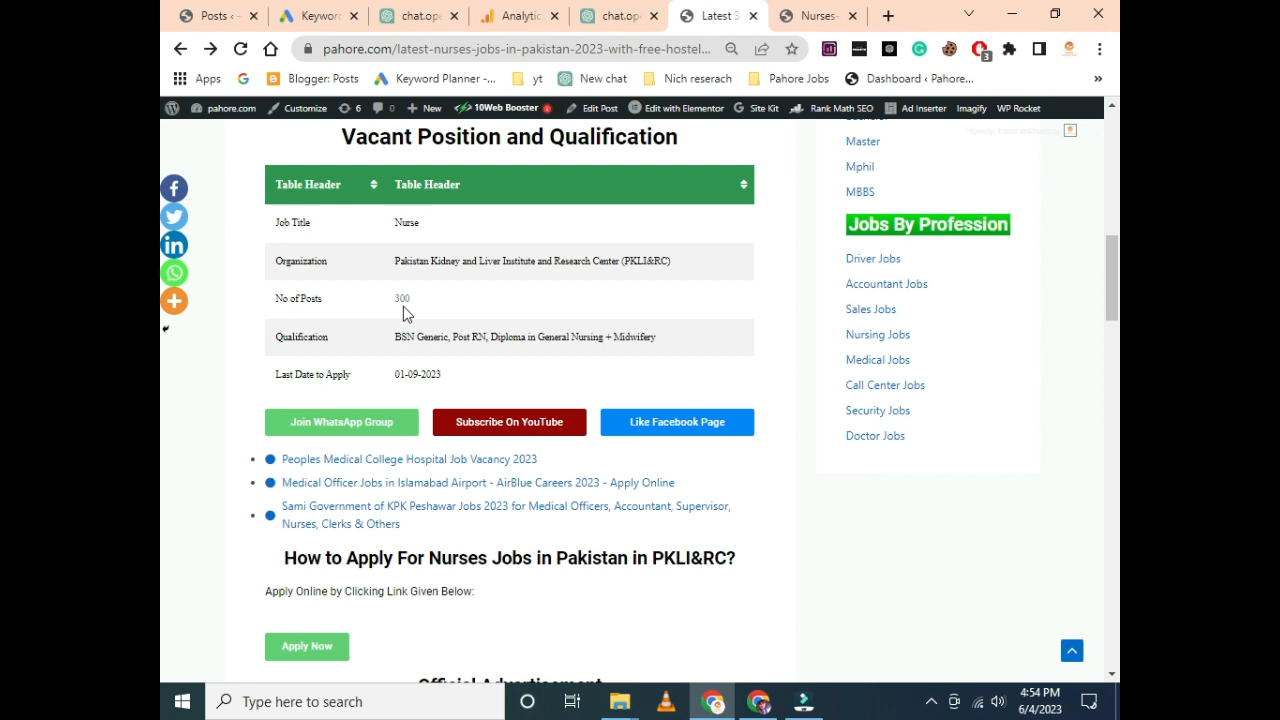 Posts ‹ -
Keyword
chat.ope
Analytic
chat.op
Latest 3
Nurses-
pahore.com/latest-nurses-jobs-in-pakistan-2023-with-free-hostel...
3
Apps
Blogger: Posts
Keyword Planner -...
yt
New chat
Nich reserach
Pahore Jobs
Dashboard ‹ Pahore...
»
pahore.com
Customize
6
0
New
10Web Booster
Edit Post
Edit with Elementor
Site Kit
Rank Math SEO
Ad Inserter
Imagify
WP Rocket
Vacant Position and Qualification
Table Header
Table Header
Job Title
Nurse
Organization
Pakistan Kidney and Liver Institute and Research Center (PKLI&RC)
No of Posts
300
Qualification
BSN Generic, Post RN, Diploma in General Nursing + Midwifery
Last Date to Apply
01-09-2023
Join WhatsApp Group
Subscribe On YouTube
Like Facebook Page
Peoples Medical College Hospital Job Vacancy 2023
Medical Officer Jobs in Islamabad Airport - AirBlue Careers 2023 - Apply Online
Sami Government of KPK Peshawar Jobs 2023 for Medical Officers, Accountant, Supervisor,
Nurses, Clerks & Others
How to Apply For Nurses Jobs in Pakistan in PKLI&RC?
Apply Online by Clicking Link Given Below:
Apply Now
Official Advertisement
Master
Mphil
MBBS
Jobs By Profession
Driver Jobs
Accountant Jobs
Sales Jobs
Nursing Jobs
Medical Jobs
Call Center Jobs
Security Jobs
Doctor Jobs
Type here to search
4:54 PM
6/4/2023